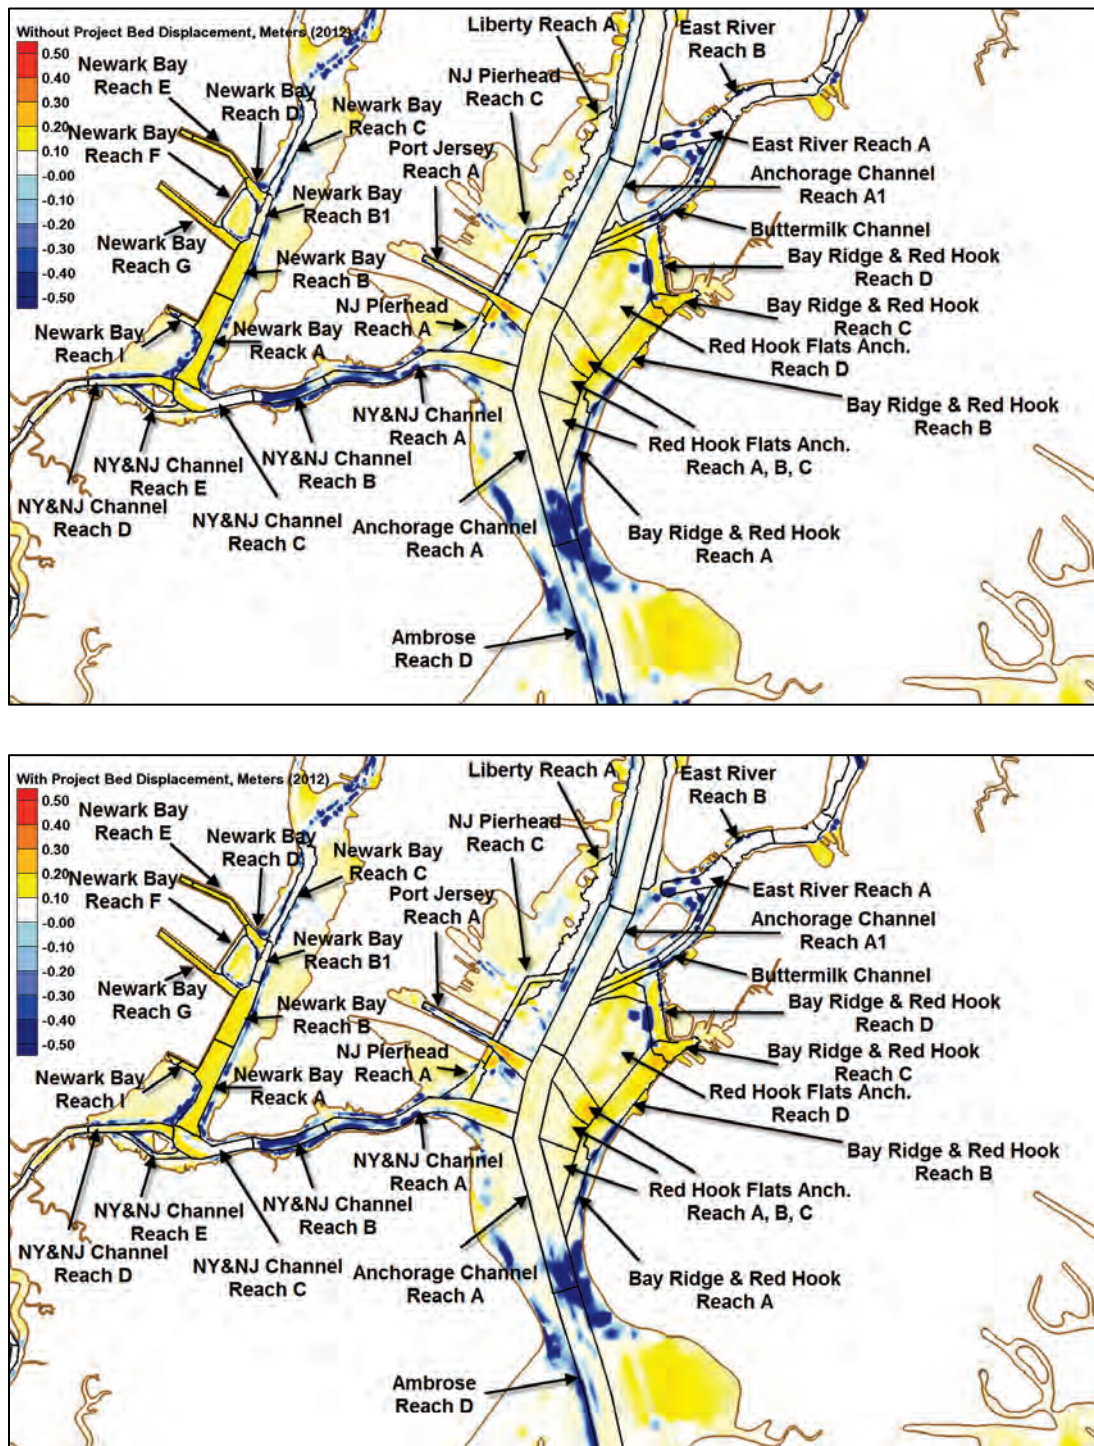 Without Project Bed Displacement, Meters (2012)
0.50
0.40
0.30
0.20
0.10
-0.00
-0.10
-0.20
-0.30
-0.40
-0.50
Newark Bay
Reach E
Newark Bay
Reach D
Newark Bay
Reach C
Newark Bay
Reach F
Newark Bay
Reach B1
Newark Bay
Reach G
Newark Bay
Reach B
Newark Bay
Reach I
Newark Bay
Reack A
Liberty Reach A
NJ Pierhead
Reach C
Port Jersey
Reach A
NJ Pierhead
Reach A
East River
Reach B
East River Reach A
Anchorage Channel
Reach A1
Buttermilk Channel
Bay Ridge & Red Hook
Reach D
Bay Ridge & Red Hook
Reach C
Red Hook Flats Anch.
Reach D
Bay Ridge & Red Hook
Reach B
Red Hook Flats Anch.
Reach A, B, C
Bay Ridge & Red Hook
Reach A
NY&NJ Channel
Reach A
NY&NJ Channel
Reach B
NY&NJ Channel
Reach E
NY&NJ Channel
Reach D
NY&NJ Channel
Reach C
Anchorage Channel
Reach A
Ambrose
Reach D
With Project Bed Displacement, Meters (2012)
0.50
0.40
0.30
0.20
0.10
-0.00
-0.10
-0.20
-0.30
-0.40
-0.50
Newark Bay
Reach E
Newark Bay
Reach D
Newark Bay
Reach C
Newark Bay
Reach F
Newark Bay
Reach B1
Newark Bay
Reach G
Newark Bay
Reach B
Newark Bay
Reach I
Newark Bay
Reack A
Liberty Reach A
NJ Pierhead
Reach C
Port Jersey
Reach A
NJ Pierhead
Reach A
East River
Reach B
East River Reach A
Anchorage Channel
Reach A1
Buttermilk Channel
Bay Ridge & Red Hook
Reach D
Bay Ridge & Red Hook
Reach C
Red Hook Flats Anch.
Reach D
Bay Ridge & Red Hook
Reach B
Red Hook Flats Anch.
Reach A, B, C
Bay Ridge & Red Hook
Reach A
NY&NJ Channel
Reach A
NY&NJ Channel
Reach B
NY&NJ Channel
Reach E
NY&NJ Channel
Reach D
NY&NJ Channel
Reach C
Anchorage Channel
Reach A
Ambrose
Reach D